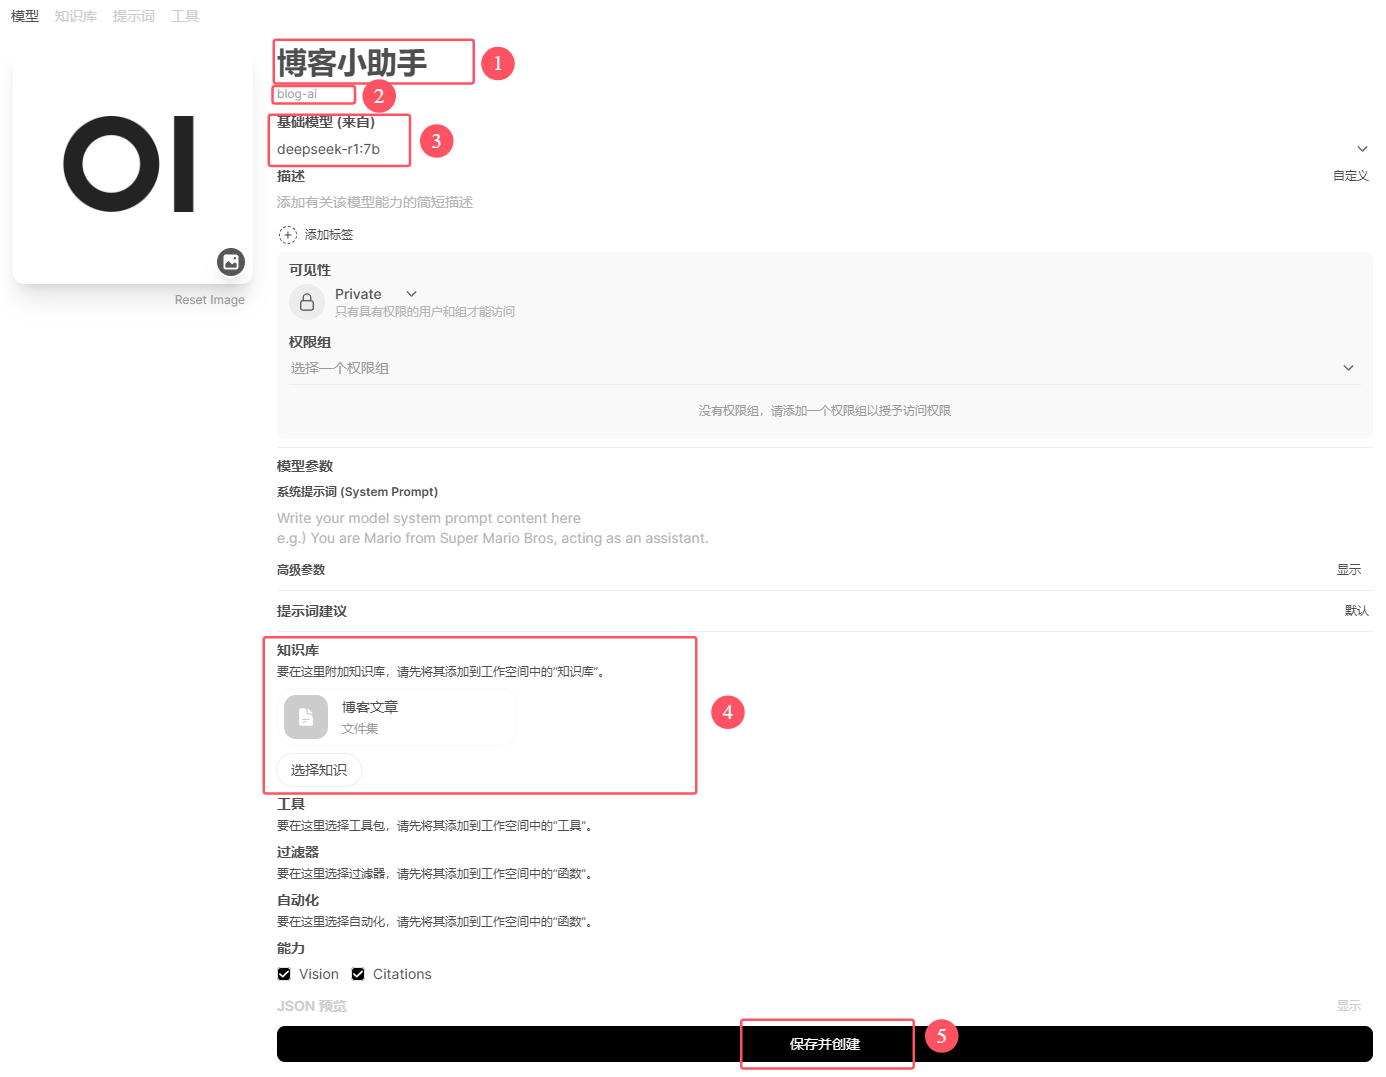 模型 知识库 提示词 工具
OI
Reset Image
博客小助手 1
blog-ai 2
基础模型 (来自)
deepseek-r1:7b 3
描述 自定义
添加有关该模型能力的简短描述
添加标签
可见性
Private
只有具有权限的用户和组才能访问
权限组
选择一个权限组
没有权限组，请添加一个权限组以授予访问权限
模型参数
系统提示词 (System Prompt)
Write your model system prompt content here
e.g.) You are Mario from Super Mario Bros, acting as an assistant.
高级参数 显示
提示词建议 默认
知识库
要在这里附加知识库，请先将其添加到工作空间中的“知识库”。
博客文章
文件集
4
选择知识
工具
要在这里选择工具包，请先将其添加到工作空间中的“工具”。
过滤器
要在这里选择过滤器，请先将其添加到工作空间中的“函数”。
自动化
要在这里选择自动化，请先将其添加到工作空间中的“函数”。
能力
Vision Citations
JSON 预览 显示
保存并创建 5